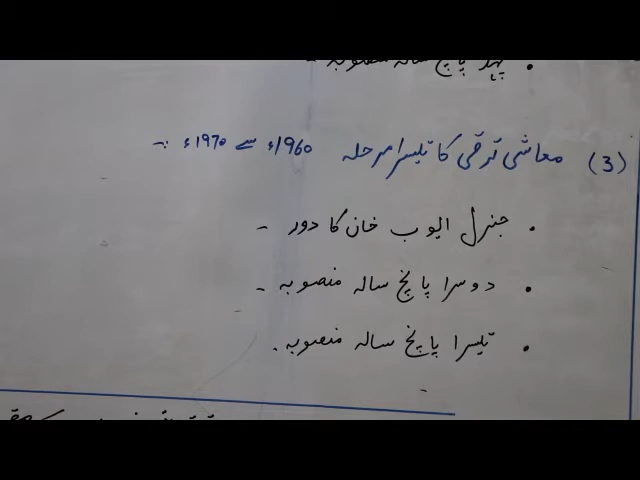 • پہلا پانچ سالہ منصوبہ -
(3) معاشی ترقی کا تیسرا مرحلہ 1960ء سے 1970ء :-
• جنرل ایوب خان کا دور -
• دوسرا پانچ سالہ منصوبہ -
• تیسرا پانچ سالہ منصوبہ -